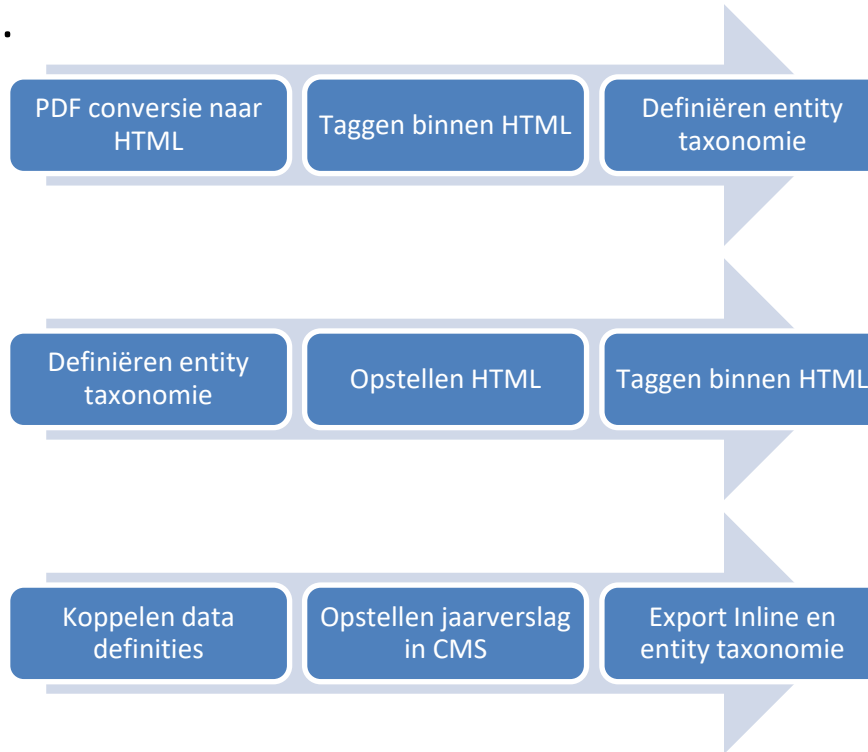 .
PDF conversie naar
HTML
Taggen binnen HTML
Definiëren entity
taxonomie
Definiëren entity
taxonomie
Opstellen HTML
Taggen binnen HTML
Koppelen data
definities
Opstellen jaarverslag
in CMS
Export Inline en
entity taxonomie